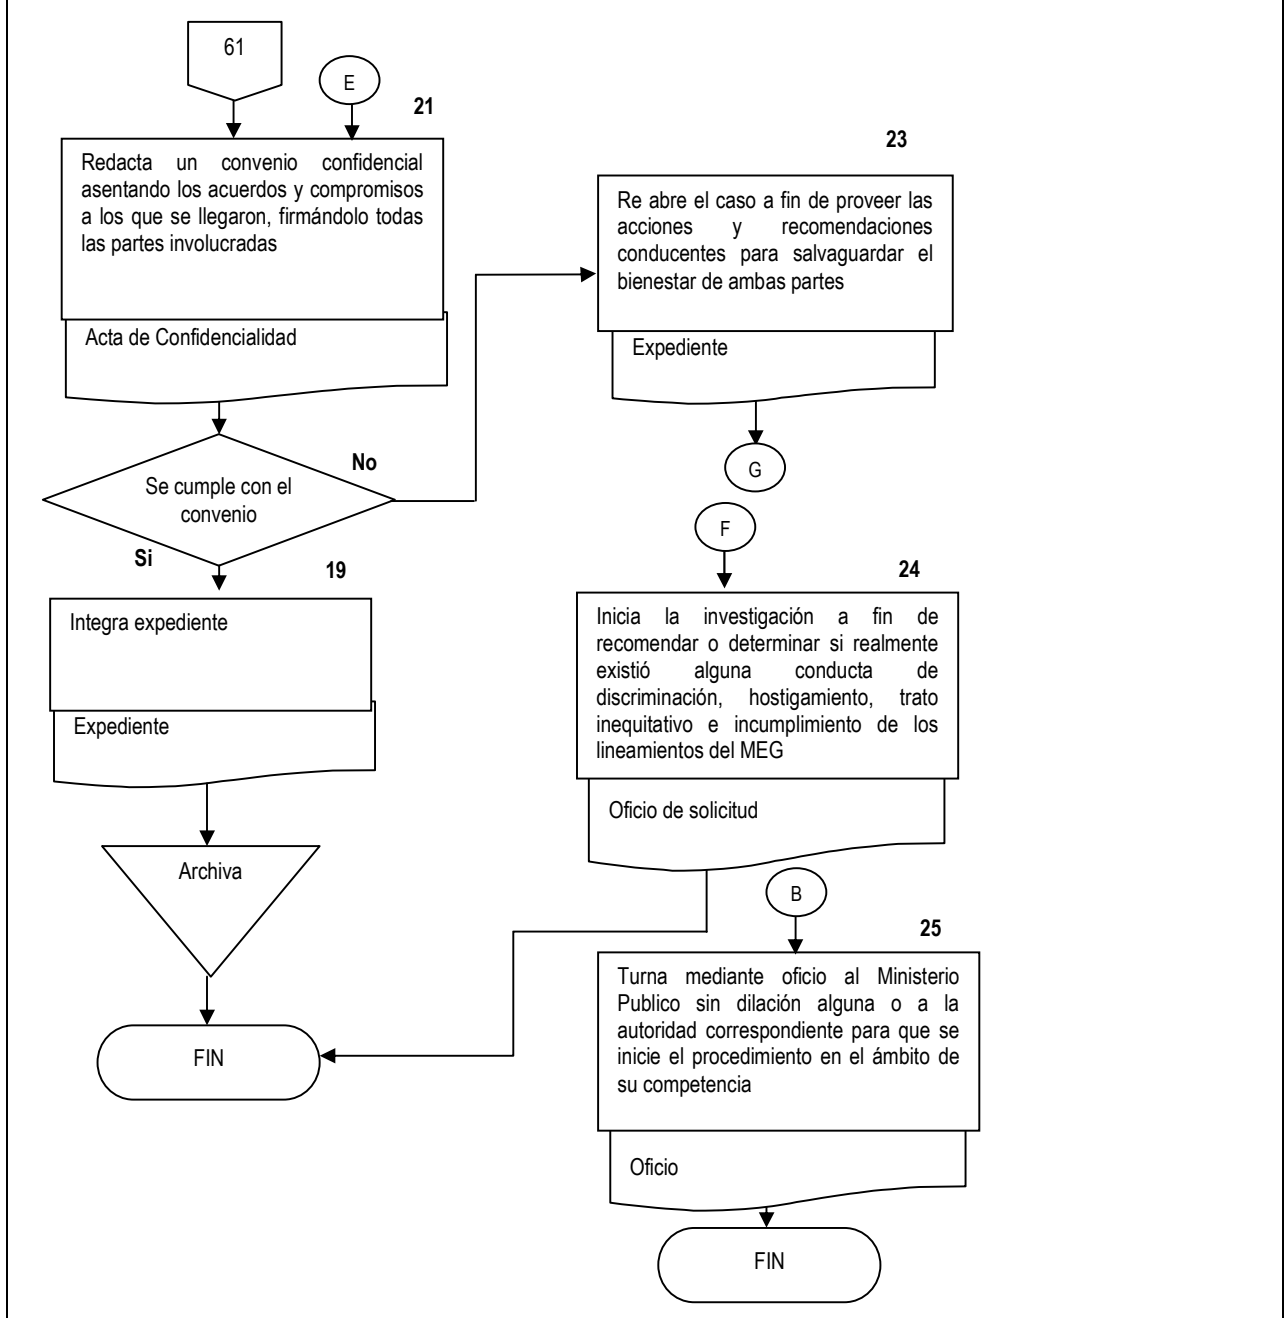 61
E
21
Redacta un convenio confidencial
asentando los acuerdos y compromisos
a los que se llegaron, firmándolo todas
las partes involucradas
Acta de Confidencialidad
Se cumple con el
convenio
No
Si
19
Integra expediente
Expediente
Archiva
FIN
23
Re abre el caso a fin de proveer las
acciones y recomendaciones
conducentes para salvaguardar el
bienestar de ambas partes
Expediente
G
F
24
Inicia la investigación a fin de
recomendar o determinar si realmente
existió alguna conducta de
discriminación, hostigamiento, trato
inequitativo e incumplimiento de los
lineamientos del MEG
Oficio de solicitud
B
25
Turna mediante oficio al Ministerio
Publico sin dilación alguna o a la
autoridad correspondiente para que se
inicie el procedimiento en el ámbito de
su competencia
Oficio
FIN